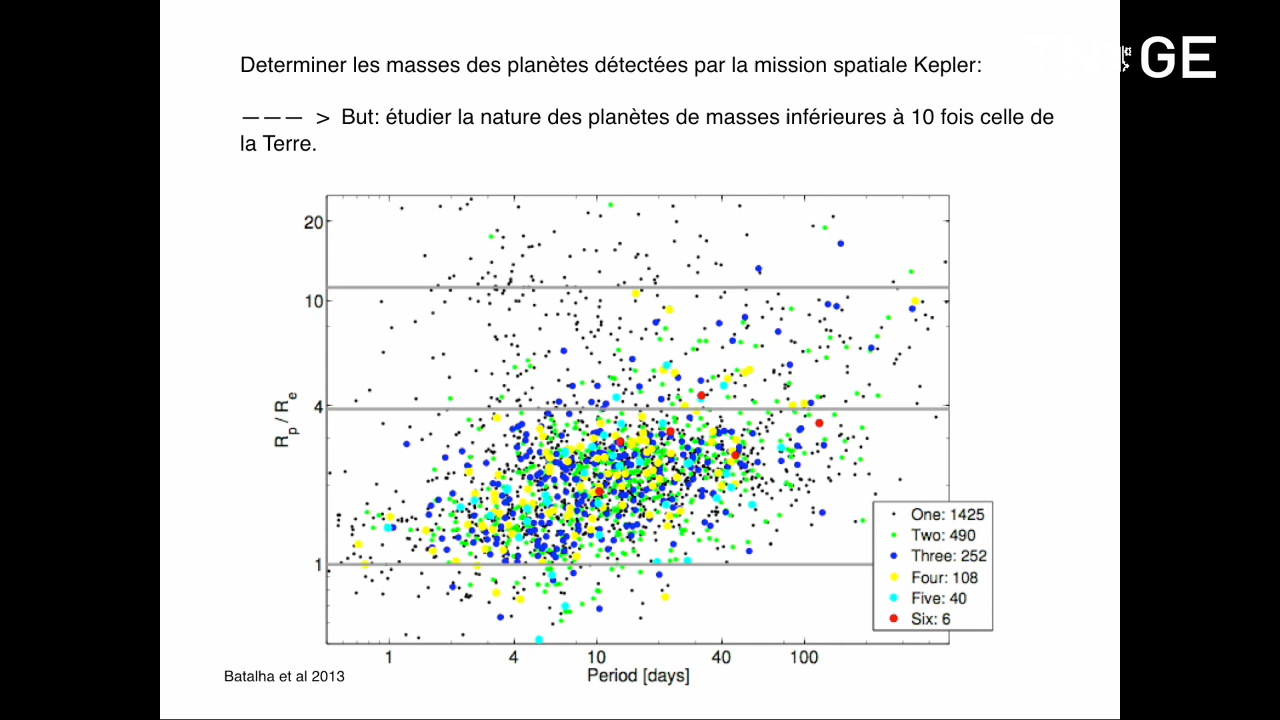 Determiner les masses des planètes détectées par la mission spatiale Kepler:
GE
——— > But: étudier la nature des planètes de masses inférieures à 10 fois celle de
la Terre.
20
10
4
1
Rp / Re
One: 1425
Two: 490
Three: 252
Four: 108
Five: 40
Six: 6
1 4 10 40 100
Period [days]
Batalha et al 2013